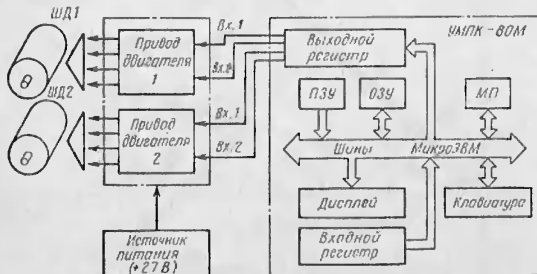 ШД1
Привод
двигателя
1
Вх. 1
Вх. 2
Выходной
регистр
УМПК-80М
ШД2
Θ
Привод
двигателя
2
Вх. 1
Вх. 2
Θ
ПЗУ
ОЗУ
МП
Шины МикроЭВМ
Дисплей
Клавиатура
Входной
регистр
Источник
питания
(+27В)